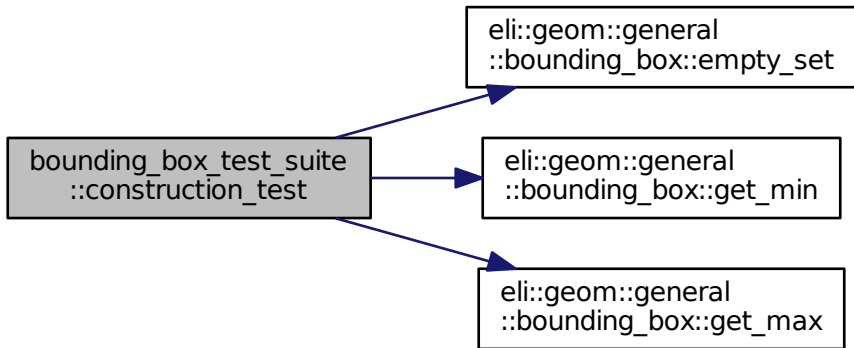 eli::geom::general
::bounding_box::empty_set
bounding_box_test_suite
::construction_test
eli::geom::general
::bounding_box::get_min
eli::geom::general
::bounding_box::get_max